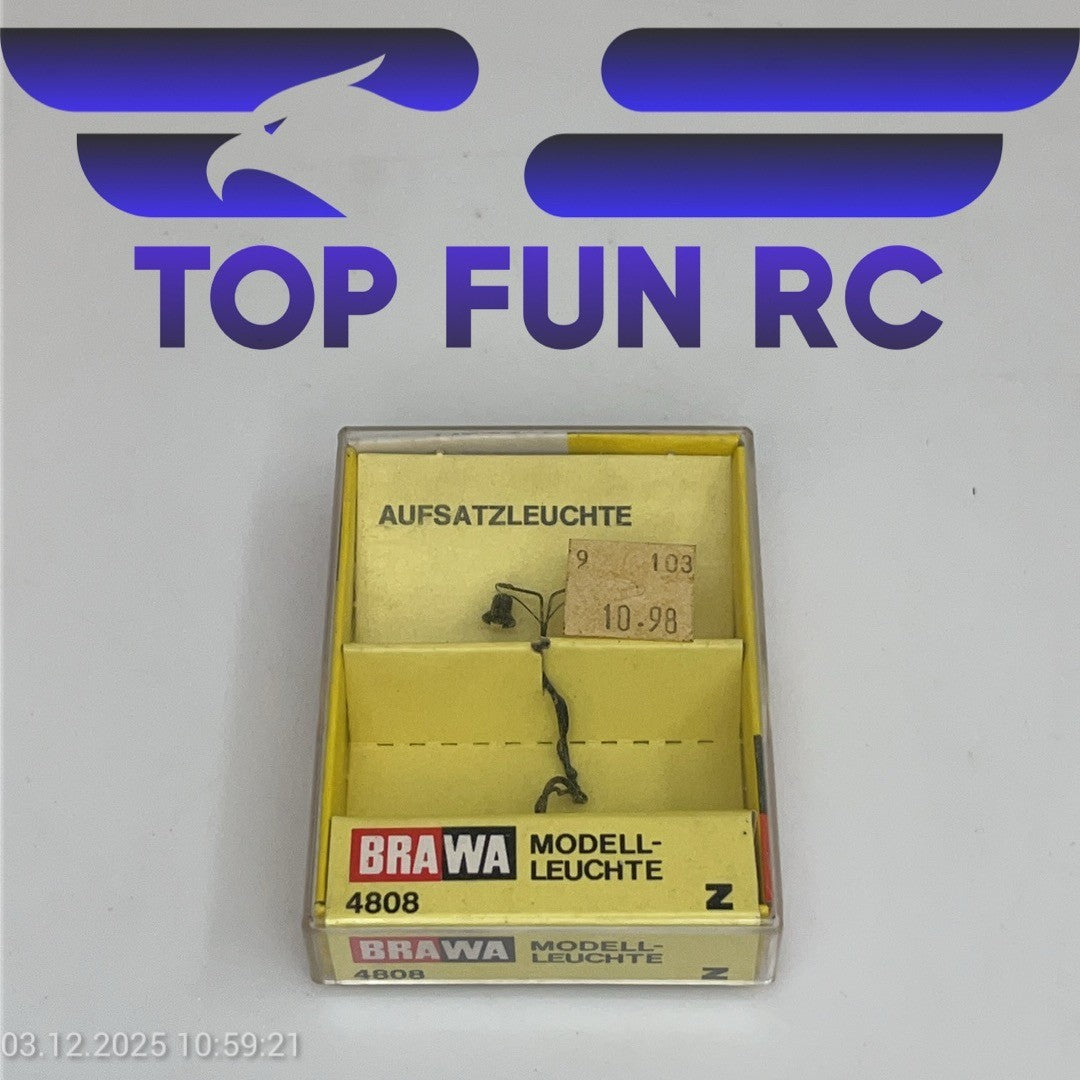 TOP FUN RC
AUFSATZLEUCHTE
9 103
10.98
BRAWA MODELL-
LEUCHTE
4808 Z
BRAWA MODELL-
LEUCHTE
4808 Z
03.12.2025 10:59:21